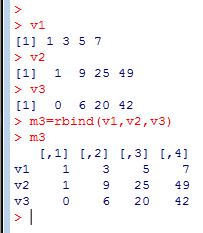 >
> v1
[1] 1 3 5 7
> v2
[1]  1  9 25 49
> v3
[1]  0  6 20 42
> m3=rbind(v1,v2,v3)
> m3
   [,1] [,2] [,3] [,4]
v1    1    3    5    7
v2    1    9   25   49
v3    0    6   20   42
>